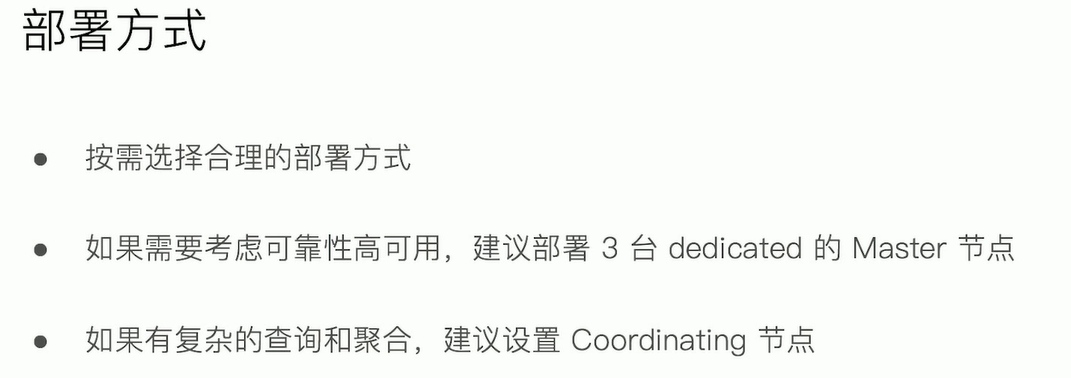 部署方式
● 按需选择合理的部署方式
● 如果需要考虑可靠性高可用，建议部署 3 台 dedicated 的 Master 节点
● 如果有复杂的查询和聚合，建议设置 Coordinating 节点